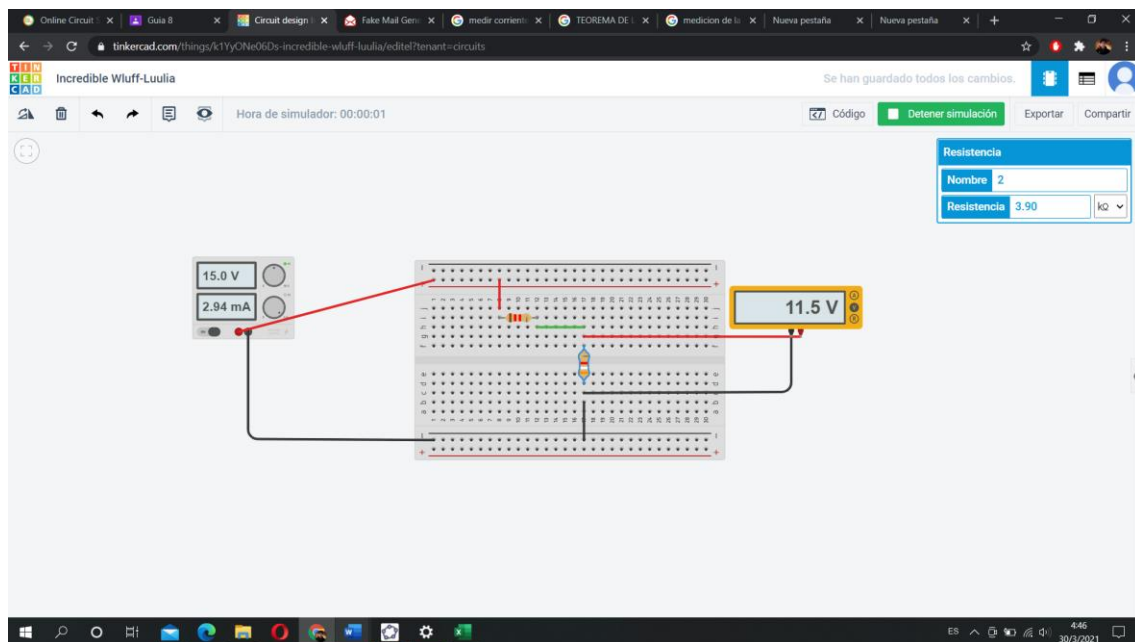 Online Circuit S
Guia 8
Circuit design I
Fake Mail Gene
medir corriente
TEOREMA DE L
medicion de la
Nueva pestaña
Nueva pestaña
tinkercad.com/things/k1YyONe06Ds-incredible-wluff-luulia/editel?tenant=circuits
TIN
KER
CAD
Incredible Wluff-Luulia
Se han guardado todos los cambios.
Hora de simulador: 00:00:01
Código
Detener simulación
Exportar
Compartir
Resistencia
Nombre 2
Resistencia 3.90 kΩ
15.0 V
2.94 mA
11.5 V
ES
4:46
30/3/2021